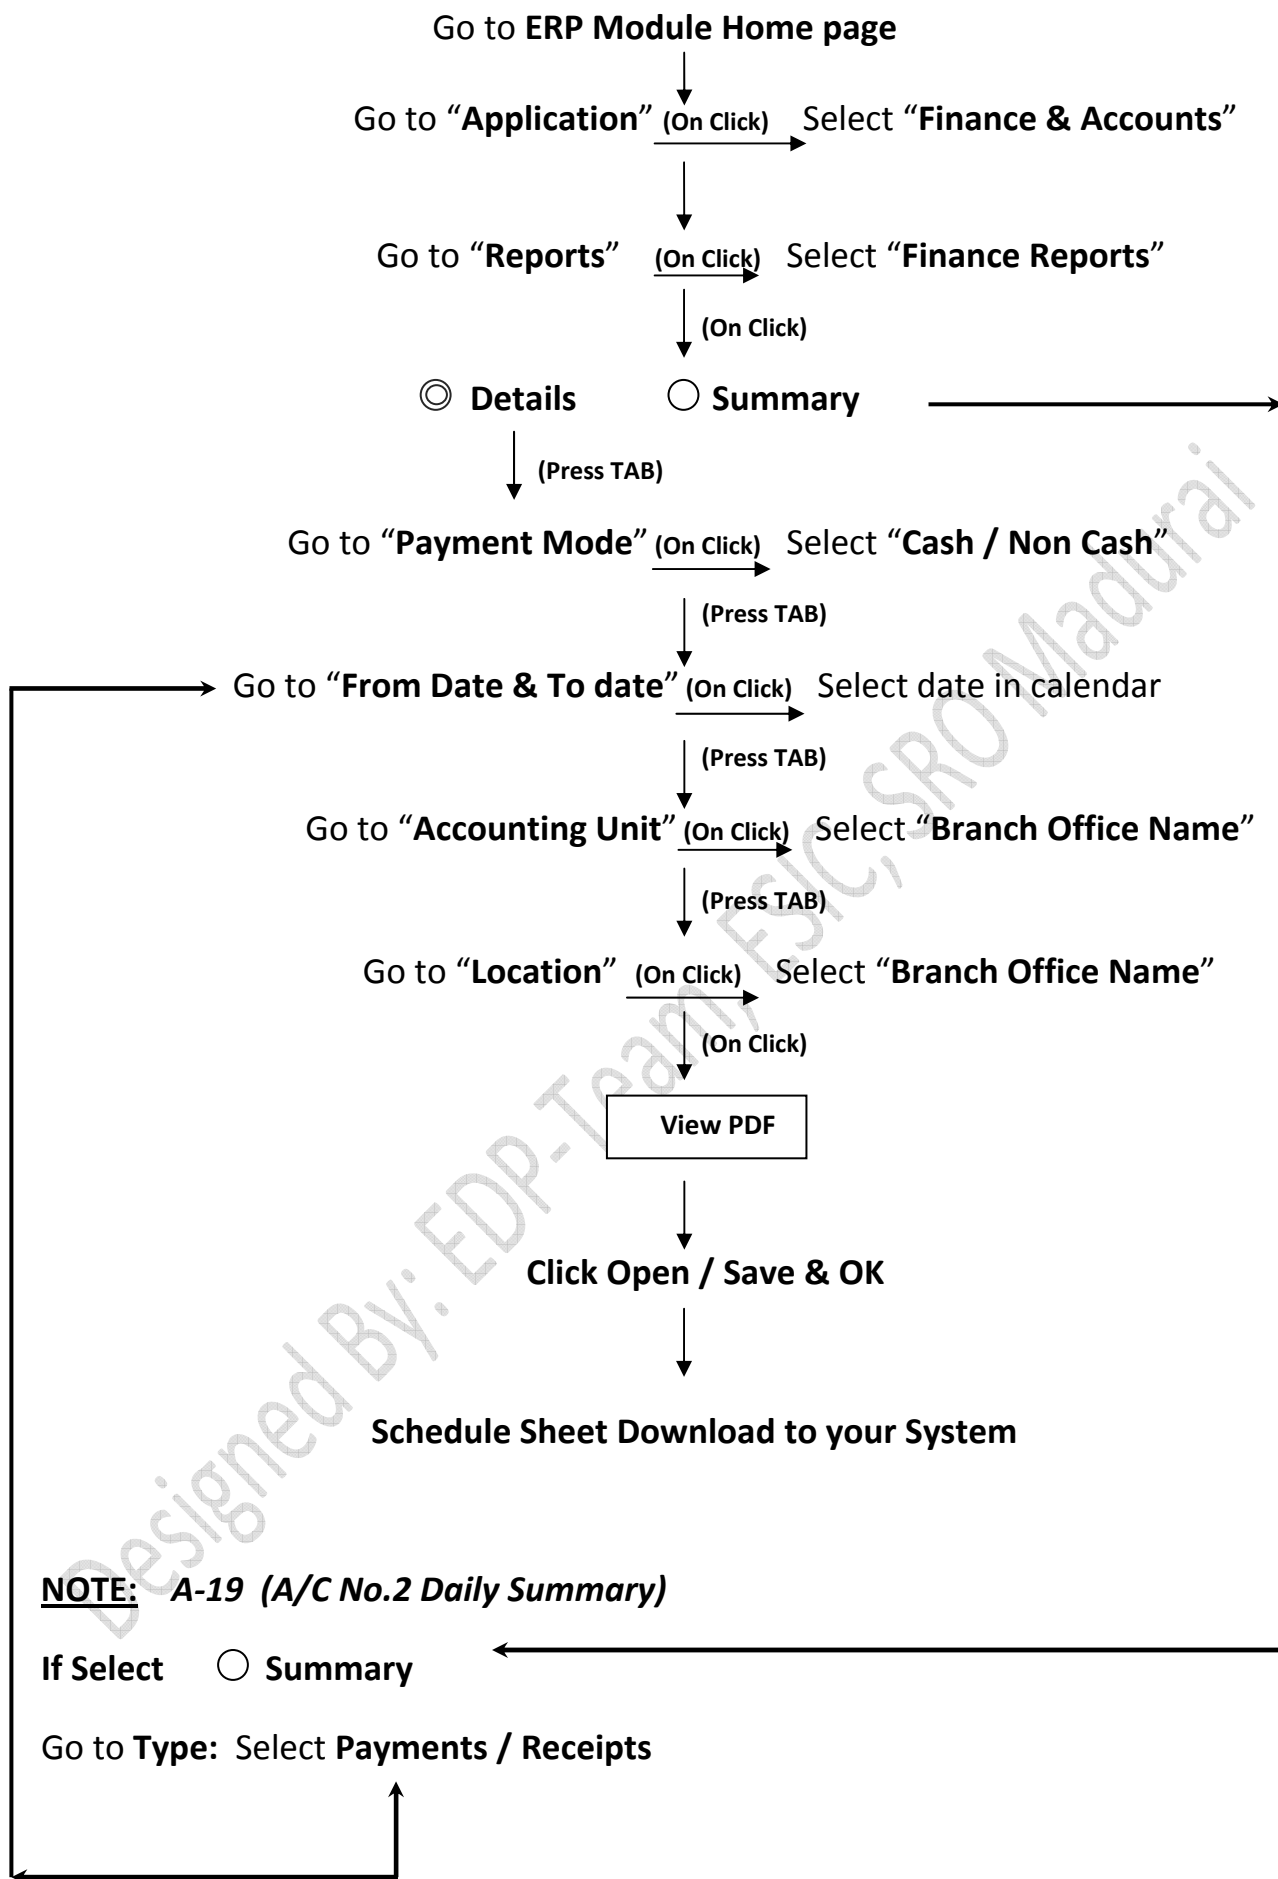 Go to ERP Module Home page
Go to “Application” (On Click) Select “Finance & Accounts”
Go to “Reports” (On Click) Select “Finance Reports”
(On Click)
Details Summary
(Press TAB)
Go to “Payment Mode” (On Click) Select “Cash / Non Cash”
(Press TAB)
Go to “From Date & To date” (On Click) Select date in calendar
(Press TAB)
Go to “Accounting Unit” (On Click) Select “Branch Office Name”
(Press TAB)
Go to “Location” (On Click) Select “Branch Office Name”
(On Click)
View PDF
Click Open / Save & OK
Schedule Sheet Download to your System
NOTE: A-19 (A/C No.2 Daily Summary)
If Select Summary
Go to Type: Select Payments / Receipts
Designed By: EDP-Team, ESIC, SRO Madurai